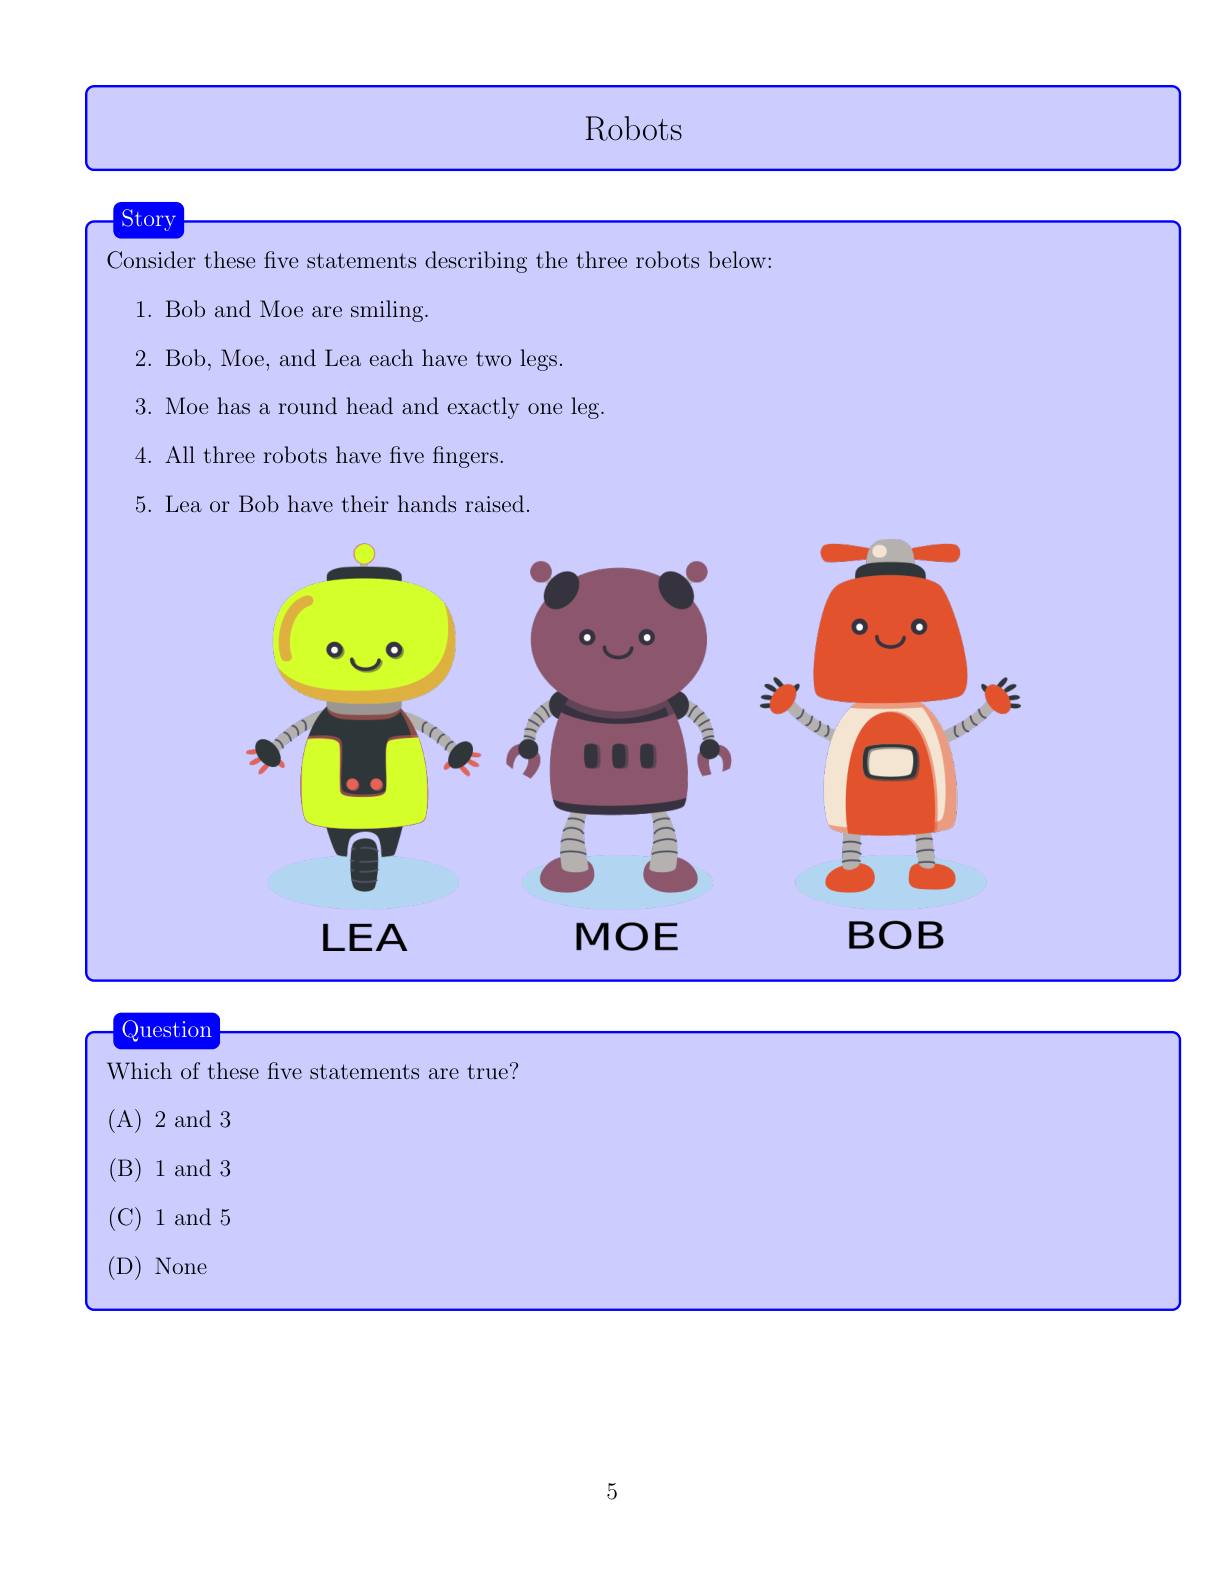 Robots
Story
Consider these five statements describing the three robots below:
1. Bob and Moe are smiling.
2. Bob, Moe, and Lea each have two legs.
3. Moe has a round head and exactly one leg.
4. All three robots have five fingers.
5. Lea or Bob have their hands raised.
LEA MOE BOB
Question
Which of these five statements are true?
(A) 2 and 3
(B) 1 and 3
(C) 1 and 5
(D) None
5